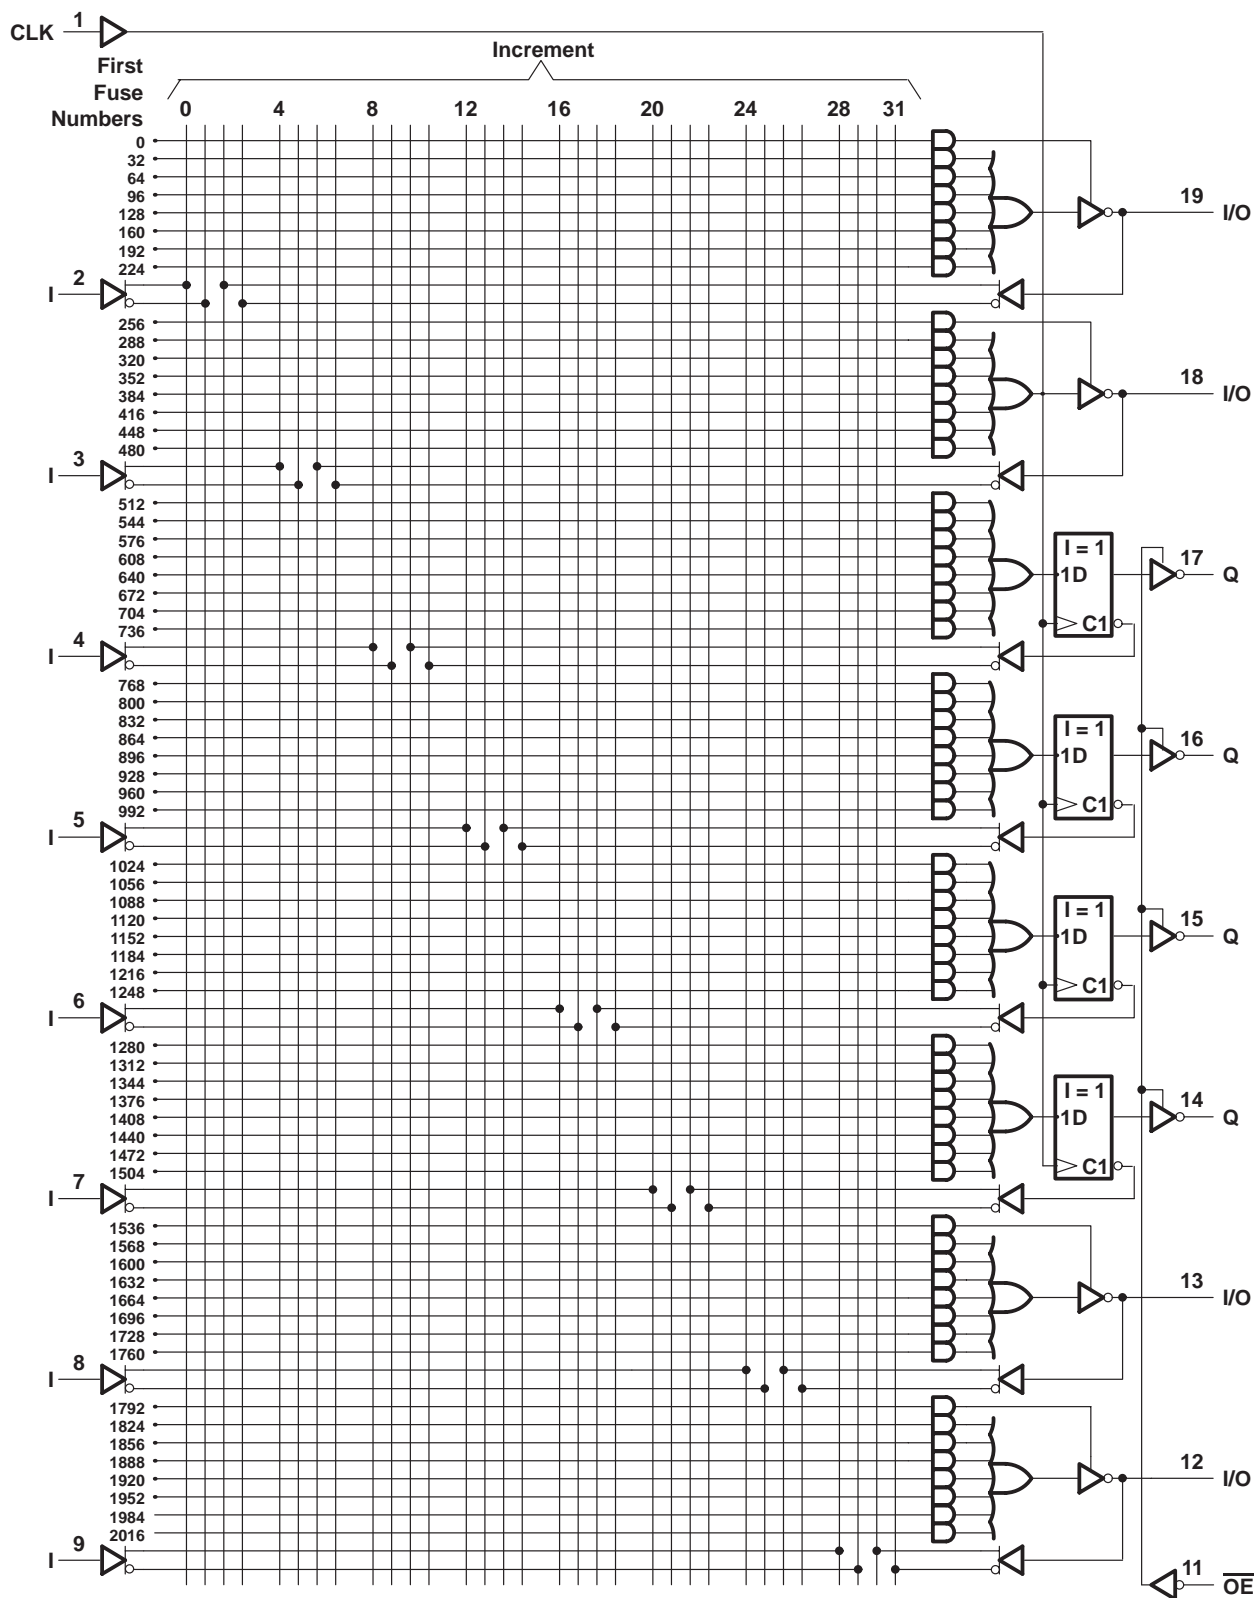 CLK 1
Increment
First
Fuse
Numbers
0 4 8 12 16 20 24 28 31
0
32
64
96
128
160
192
224
19 I/O
I 2
256
288
320
352
384
416
448
480
18 I/O
I 3
512
544
576
608
640
672
704
736
I = 1
1D
C1
17 Q
I 4
768
800
832
864
896
928
960
992
I = 1
1D
C1
16 Q
I 5
1024
1056
1088
1120
1152
1184
1216
1248
I = 1
1D
C1
15 Q
I 6
1280
1312
1344
1376
1408
1440
1472
1504
I = 1
1D
C1
14 Q
I 7
1536
1568
1600
1632
1664
1696
1728
1760
13 I/O
I 8
1792
1824
1856
1888
1920
1952
1984
2016
12 I/O
I 9
11 OE